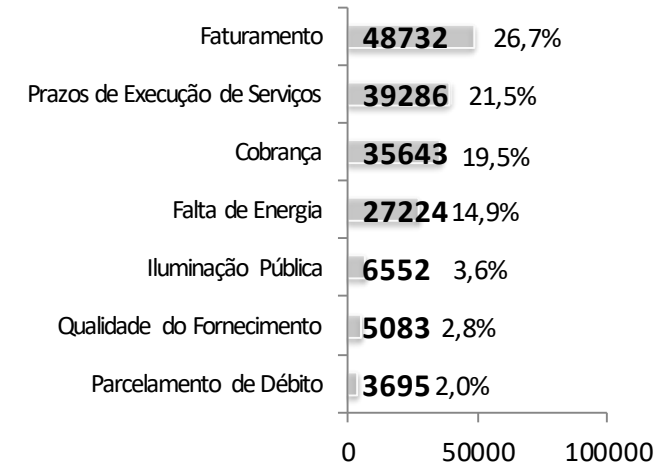 Faturamento 48732 26,7%
Prazos de Execução de Serviços 39286 21,5%
Cobrança 35643 19,5%
Falta de Energia 27224 14,9%
Iluminação Pública 6552 3,6%
Qualidade do Fornecimento 5083 2,8%
Parcelamento de Débito 3695 2,0%
0 50000 100000